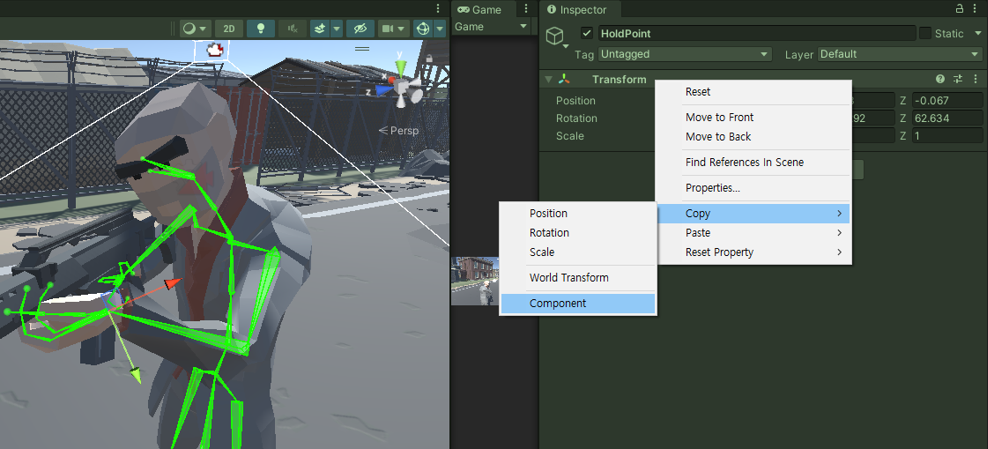 2D
y
x
z
Persp
Game
Game
Inspector
HoldPoint
Static
Tag Untagged Layer Default
Transform
Position Z -0.067
Rotation 92 Z 62.634
Scale Z 1
Reset
Move to Front
Move to Back
Find References In Scene
Properties...
Copy
Paste
Reset Property
Position
Rotation
Scale
World Transform
Component